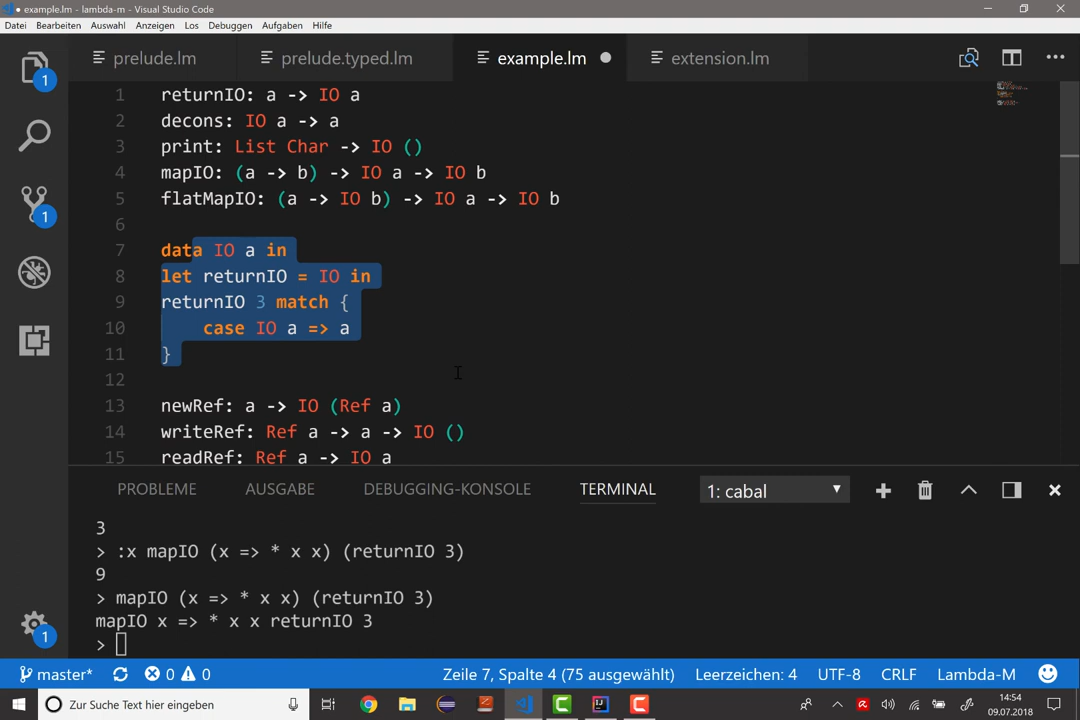 example.lm - lambda-m - Visual Studio Code
Datei Bearbeiten Auswahl Anzeigen Los Debuggen Aufgaben Hilfe
prelude.lm prelude.typed.lm example.lm extension.lm
1 returnIO: a -> IO a
2 decons: IO a -> a
3 print: List Char -> IO ()
4 mapIO: (a -> b) -> IO a -> IO b
5 flatMapIO: (a -> IO b) -> IO a -> IO b
6
7 data IO a in
8 let returnIO = IO in
9 returnIO 3 match {
10 case IO a => a
11 }
12
13 newRef: a -> IO (Ref a)
14 writeRef: Ref a -> a -> IO ()
15 readRef: Ref a -> IO a
1
1
1
PROBLEME AUSGABE DEBUGGING-KONSOLE TERMINAL 1: cabal
3
> :x mapIO (x => * x x) (returnIO 3)
9
> mapIO (x => * x x) (returnIO 3)
mapIO x => * x x returnIO 3
>
master* 0 0 Zeile 7, Spalte 4 (75 ausgewählt) Leerzeichen: 4 UTF-8 CRLF Lambda-M
Zur Suche Text hier eingeben
14:54
09.07.2018